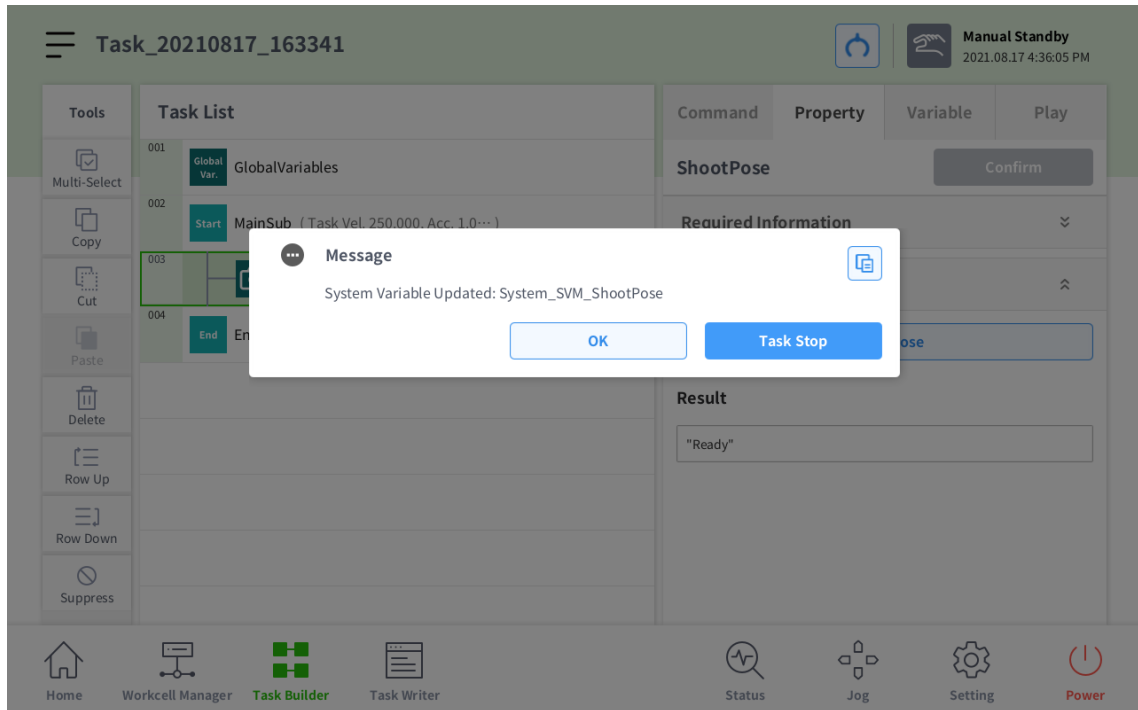 Task_20210817_163341
Manual Standby
2021.08.17 4:36:05 PM
Tools
Task List
Command
Property
Variable
Play
Multi-Select
Copy
Cut
Paste
Delete
Row Up
Row Down
Suppress
001
Global Var.
GlobalVariables
002
Start
MainSub ( Task Vel. 250.000, Acc. 1.0··· )
003
004
End
En
ShootPose
Confirm
Required Information
ose
Result
"Ready"
Message
System Variable Updated: System_SVM_ShootPose
OK
Task Stop
Home
Workcell Manager
Task Builder
Task Writer
Status
Jog
Setting
Power